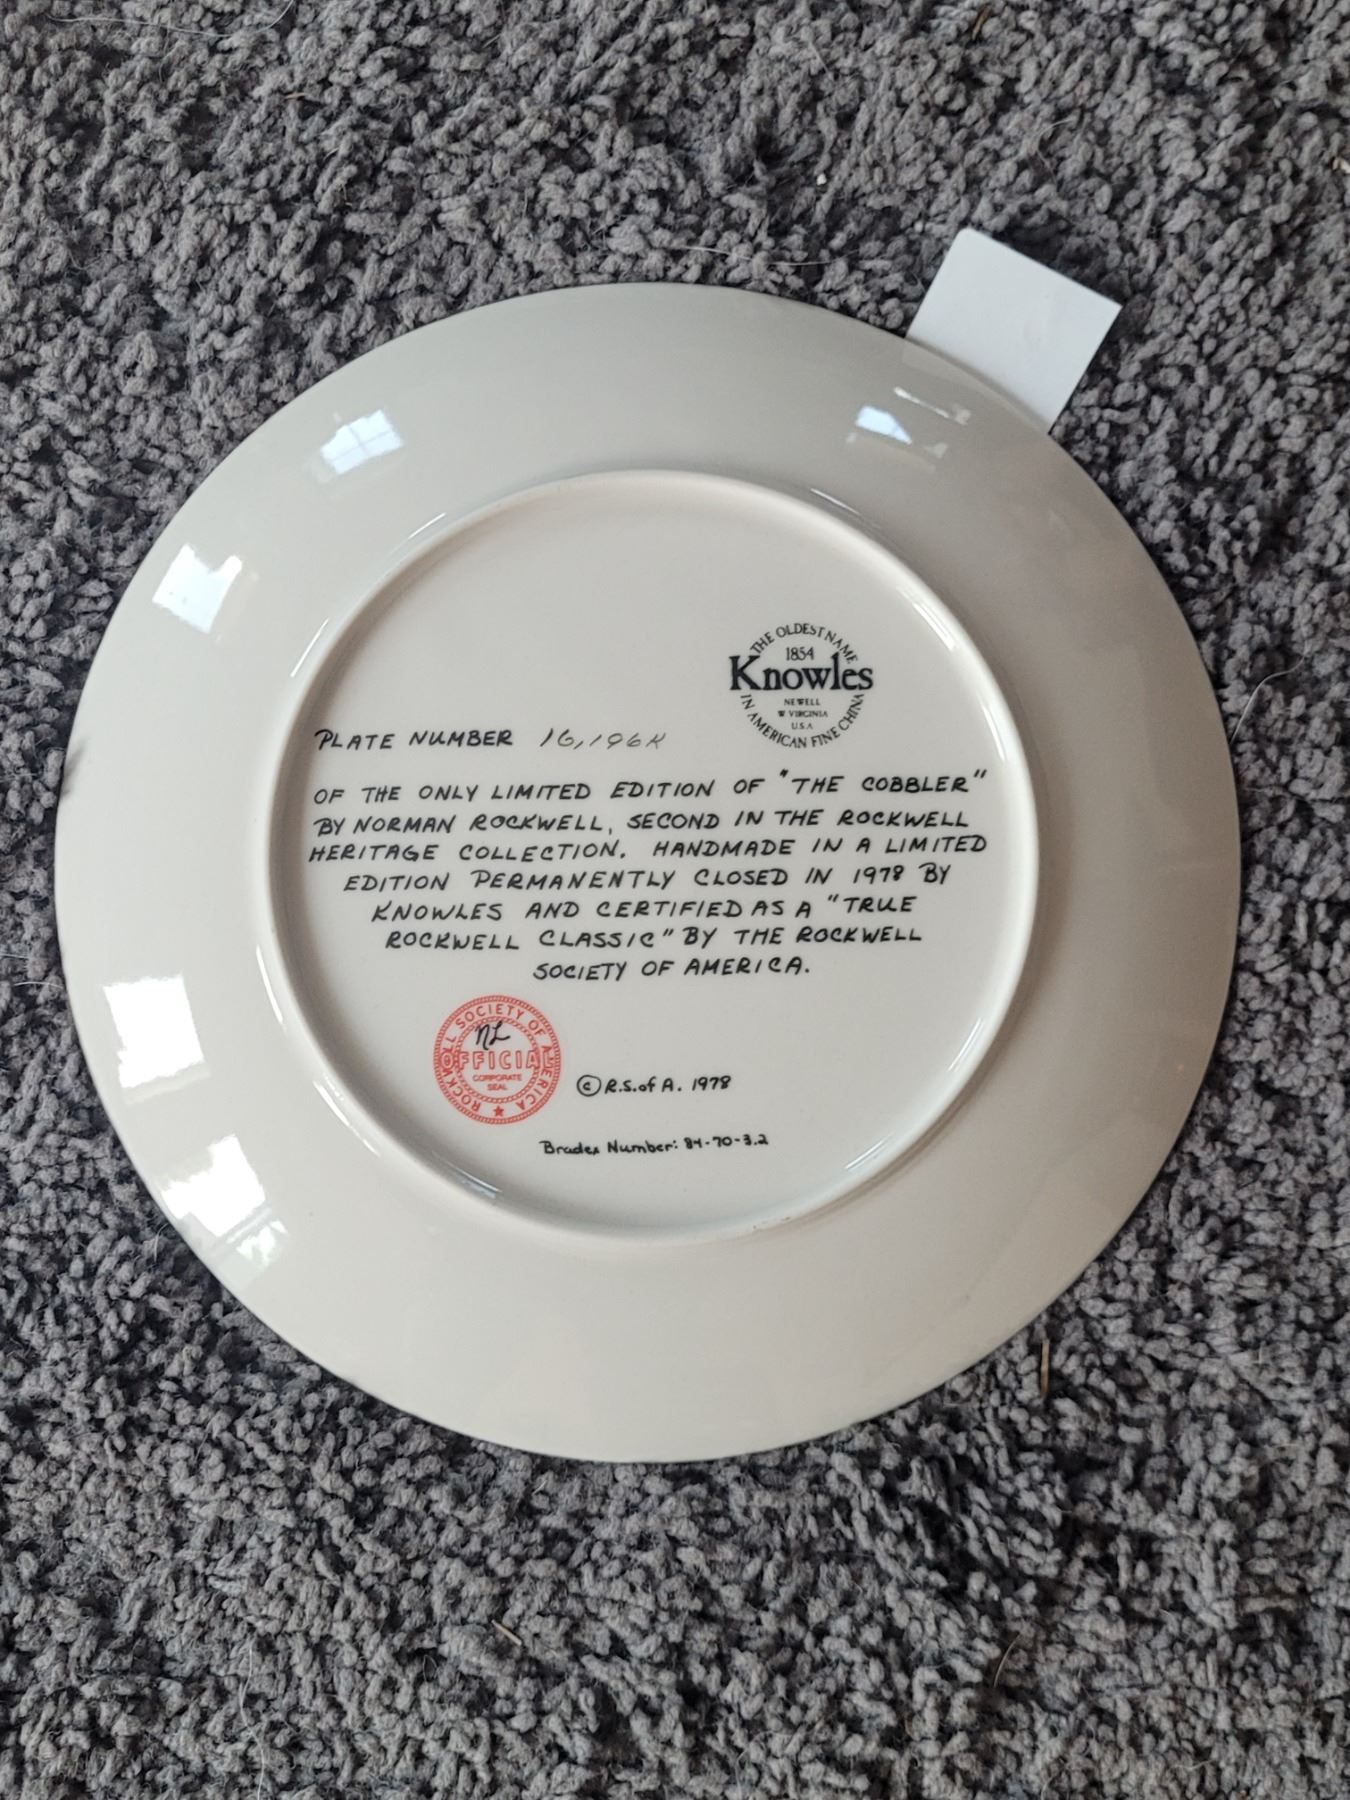 THE OLDEST NAME
1854
Knowles
NEWELL
W VIRGINIA
U.S.A
IN AMERICAN FINE CHINA
PLATE NUMBER 16,196K
OF THE ONLY LIMITED EDITION OF "THE COBBLER"
BY NORMAN ROCKWELL, SECOND IN THE ROCKWELL
HERITAGE COLLECTION. HANDMADE IN A LIMITED
EDITION PERMANENTLY CLOSED IN 1978 BY
KNOWLES AND CERTIFIED AS A "TRUE
ROCKWELL CLASSIC" BY THE ROCKWELL
SOCIETY OF AMERICA.
ROCKWELL SOCIETY OF AMERICA
NL
OFFICIAL
CORPORATE
SEAL
© R.S. of A. 1978
Bradex Number: 84-70-3.2